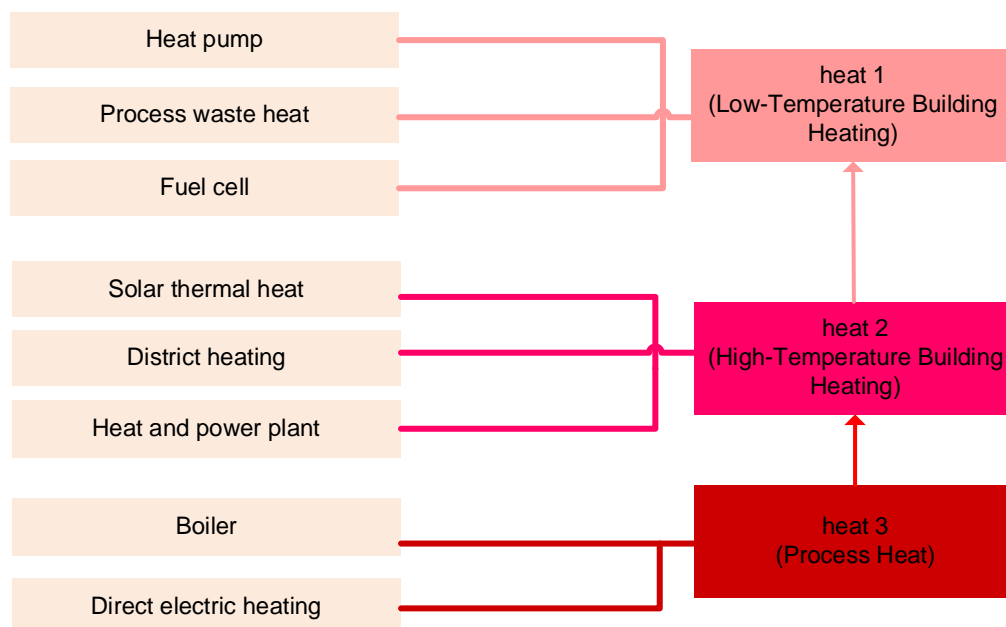 Heat pump
Process waste heat
Fuel cell
heat 1
(Low-Temperature Building
Heating)
Solar thermal heat
District heating
Heat and power plant
heat 2
(High-Temperature Building
Heating)
Boiler
Direct electric heating
heat 3
(Process Heat)